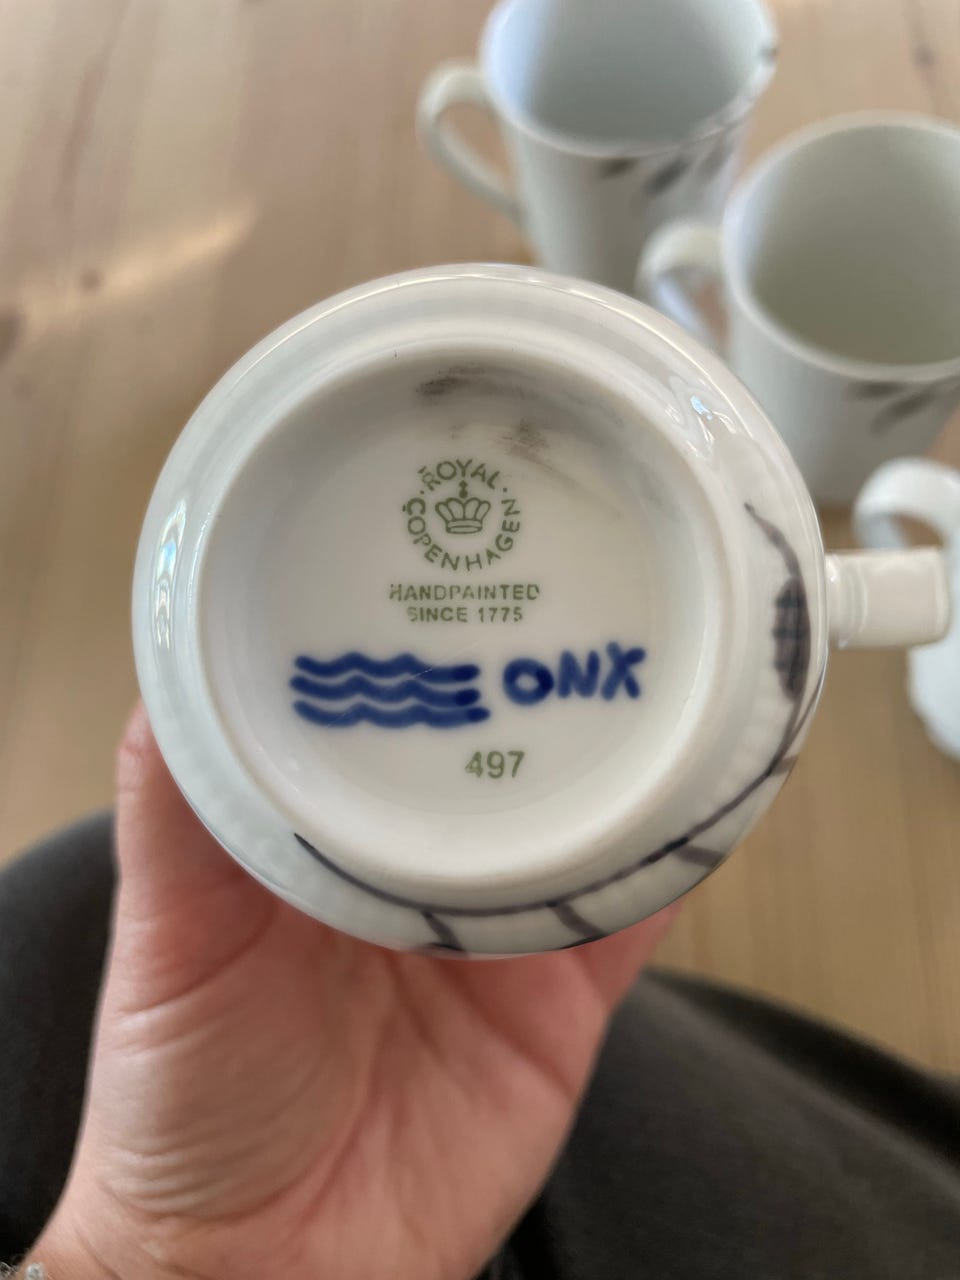 ROYAL
COPENHAGEN
HANDPAINTED
SINCE 1775
ONX
497